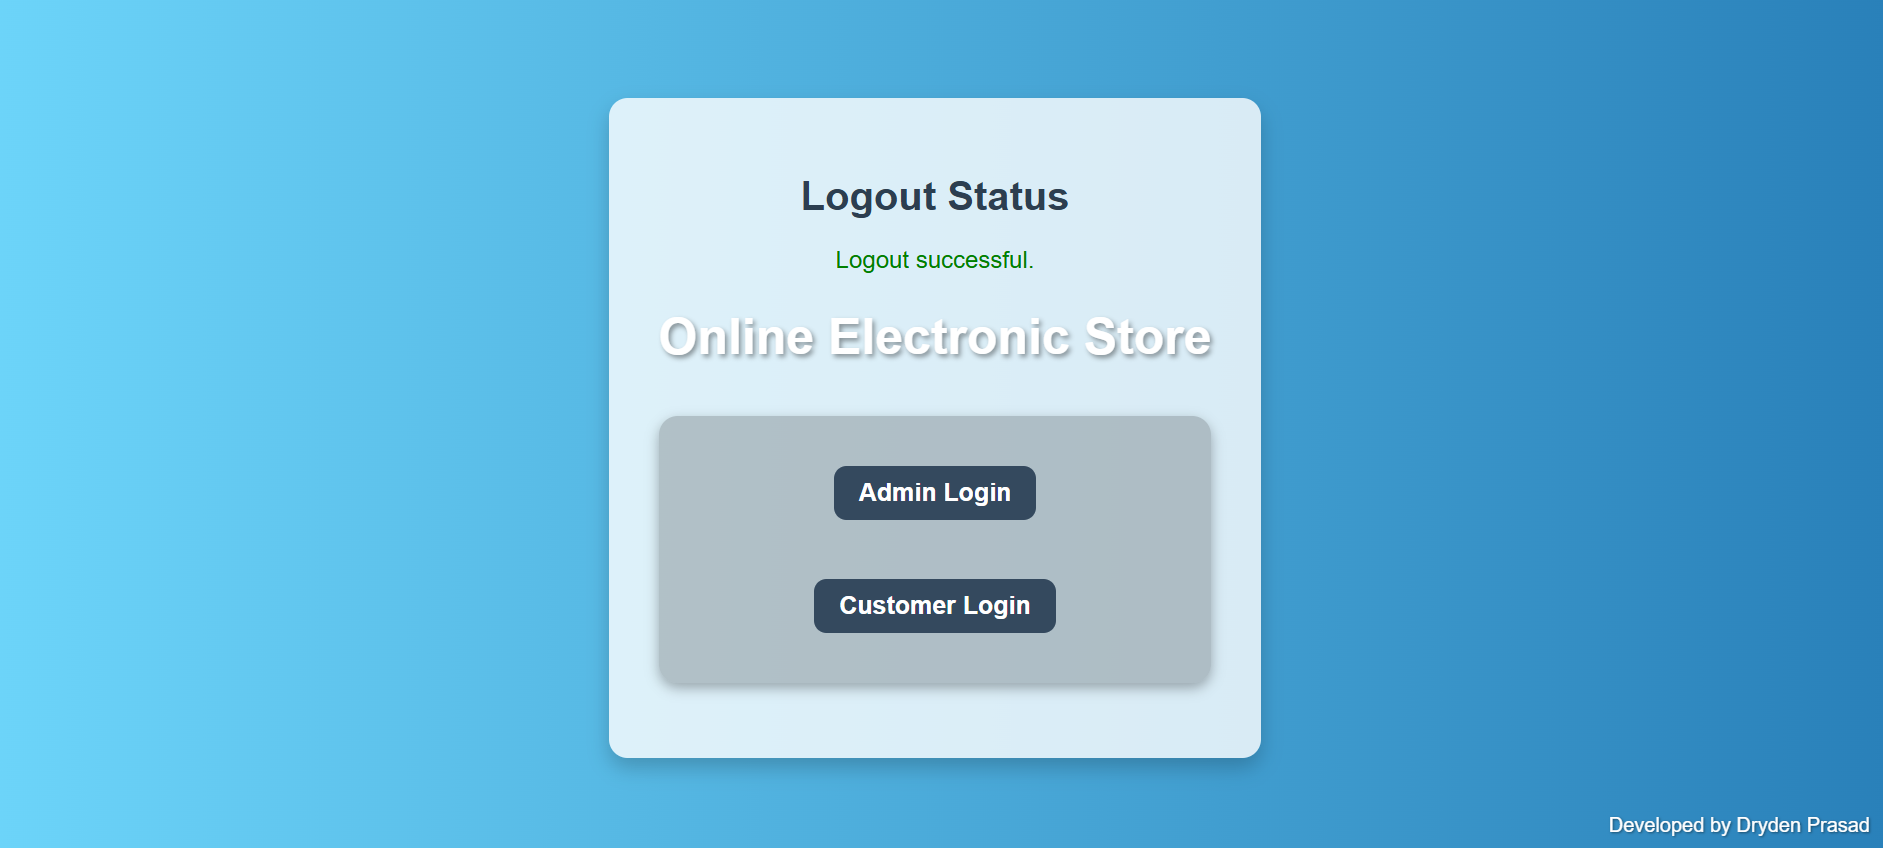 Logout Status
Logout successful.
Online Electronic Store
Admin Login
Customer Login
Developed by Dryden Prasad